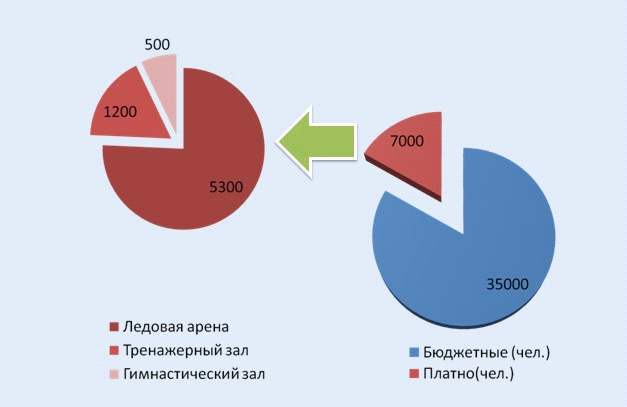 500
1200
5300
7000
35000
Ледовая арена
Тренажерный зал
Гимнастический зал
Бюджетные (чел.)
Платно(чел.)